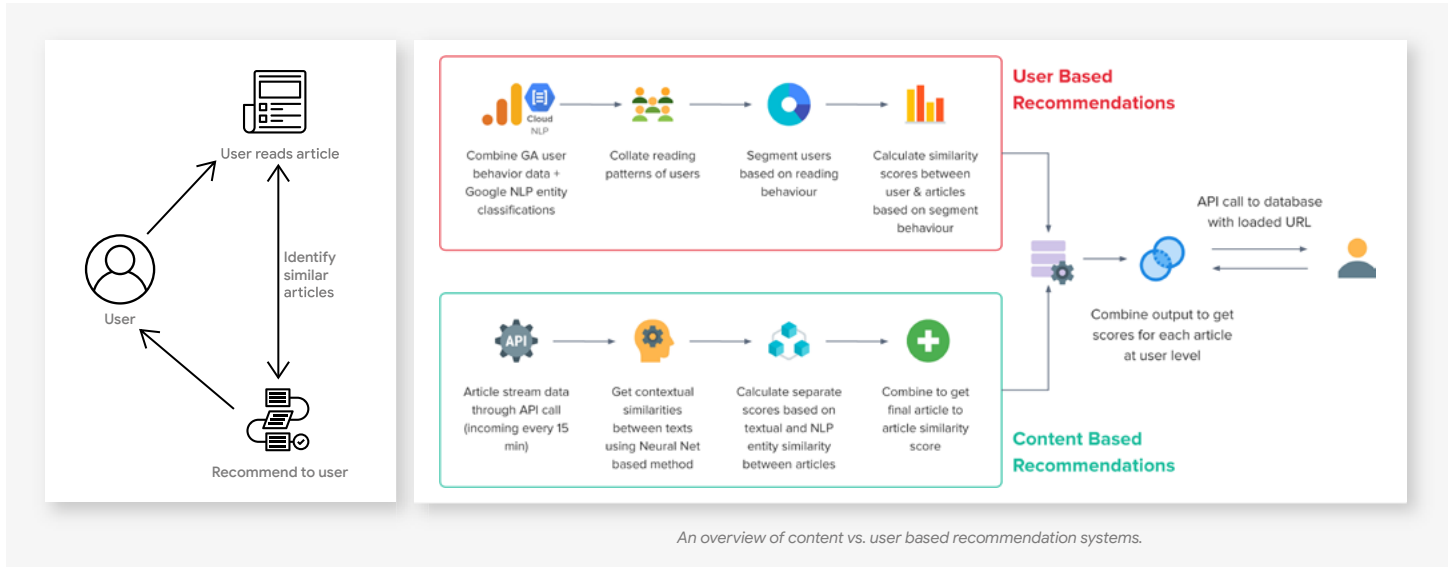 User reads article
Identify
similar
articles
User
Recommend to user
User Based
Recommendations
Cloud
NLP
Combine GA user
behavior data +
Google NLP entity
classifications
Collate reading
patterns of users
Segment users
based on reading
behaviour
Calculate similarity
scores between
user & articles
based on segment
behaviour
API call to database
with loaded URL
Combine output to get
scores for each article
at user level
API
Article stream data
through API call
(incoming every 15
min)
Get contextual
similarities
between texts
using Neural Net
based method
Calculate separate
scores based on
textual and NLP
entity similarity
between articles
Combine to get
final article to
article similarity
score
Content Based
Recommendations
An overview of content vs. user based recommendation systems.